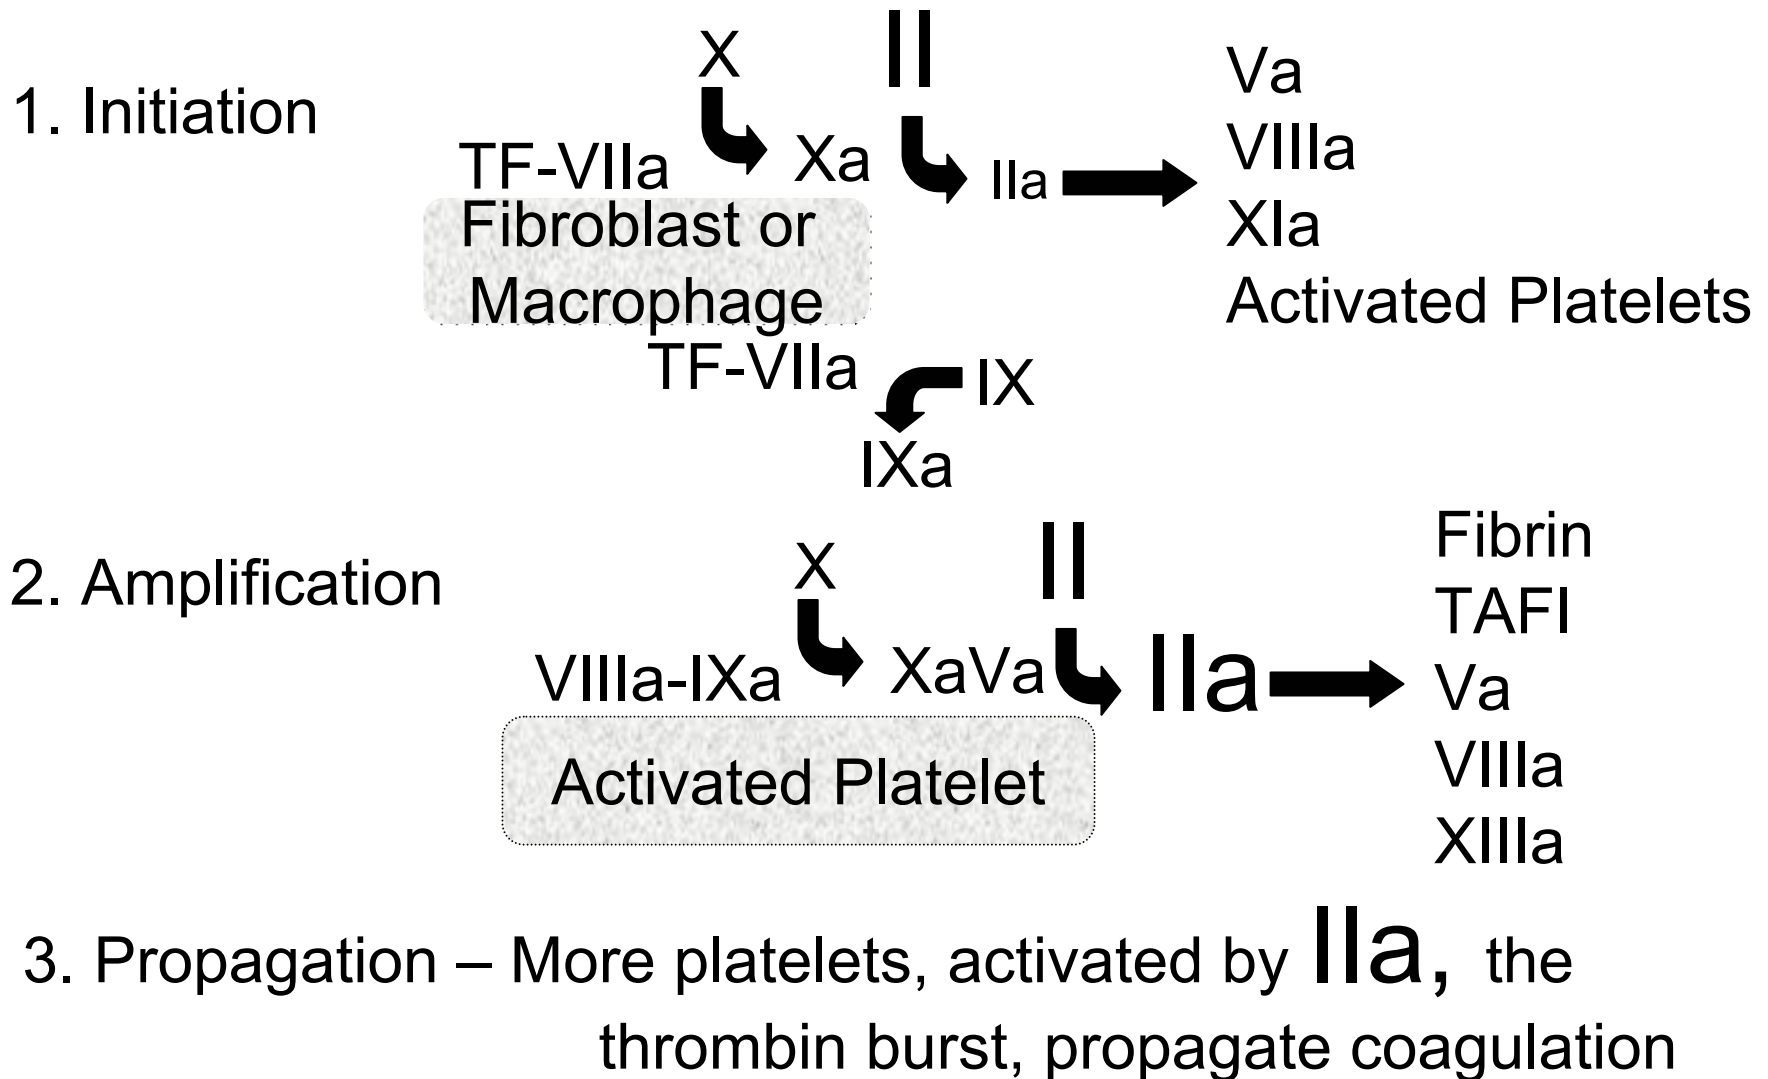 1. Initiation
X
II
TF-VIIa
Xa
IIa
Va
VIIIa
XIa
Activated Platelets
Fibroblast or
Macrophage
TF-VIIa
IX
IXa
2. Amplification
X
II
VIIIa-IXa
XaVa
IIa
Fibrin
TAFI
Va
VIIIa
XIIIa
Activated Platelet
3. Propagation – More platelets, activated by IIa, the
thrombin burst, propagate coagulation